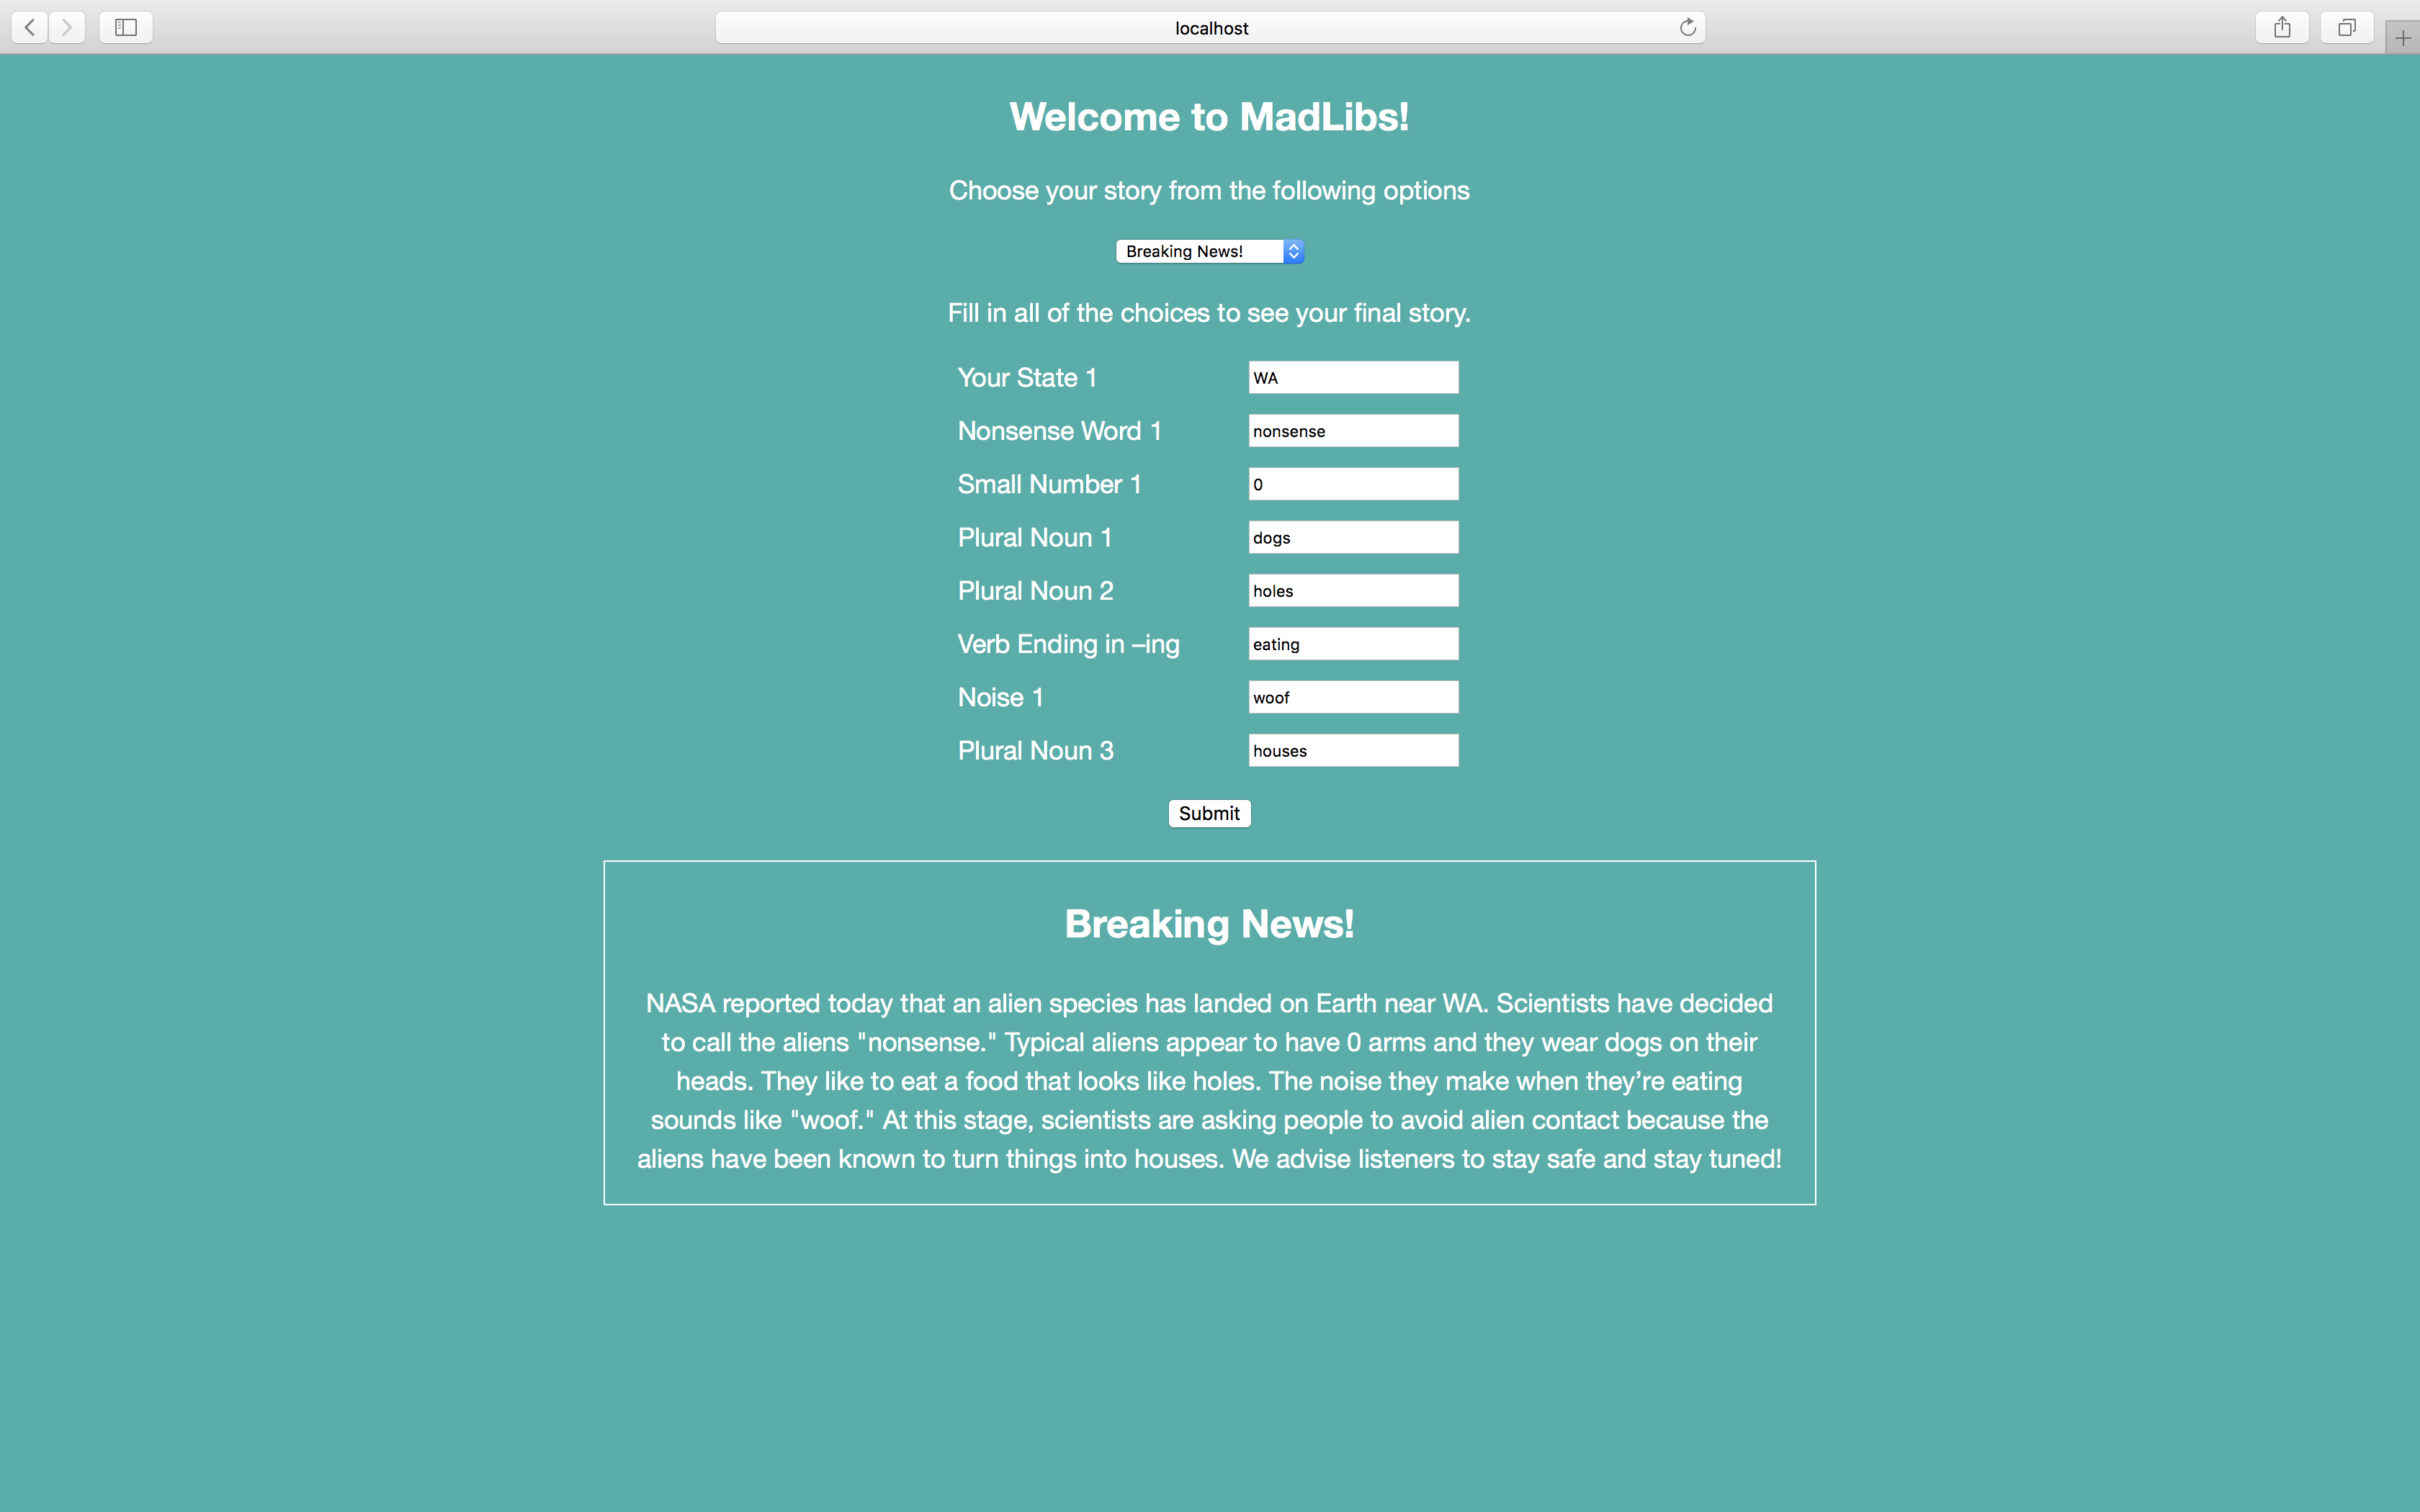 localhost
Welcome to MadLibs!
Choose your story from the following options
Breaking News!
Fill in all of the choices to see your final story.
Your State 1 WA
Nonsense Word 1 nonsense
Small Number 1 0
Plural Noun 1 dogs
Plural Noun 2 holes
Verb Ending in –ing eating
Noise 1 woof
Plural Noun 3 houses
Submit
Breaking News!
NASA reported today that an alien species has landed on Earth near WA. Scientists have decided
to call the aliens "nonsense." Typical aliens appear to have 0 arms and they wear dogs on their
heads. They like to eat a food that looks like holes. The noise they make when they’re eating
sounds like "woof." At this stage, scientists are asking people to avoid alien contact because the
aliens have been known to turn things into houses. We advise listeners to stay safe and stay tuned!